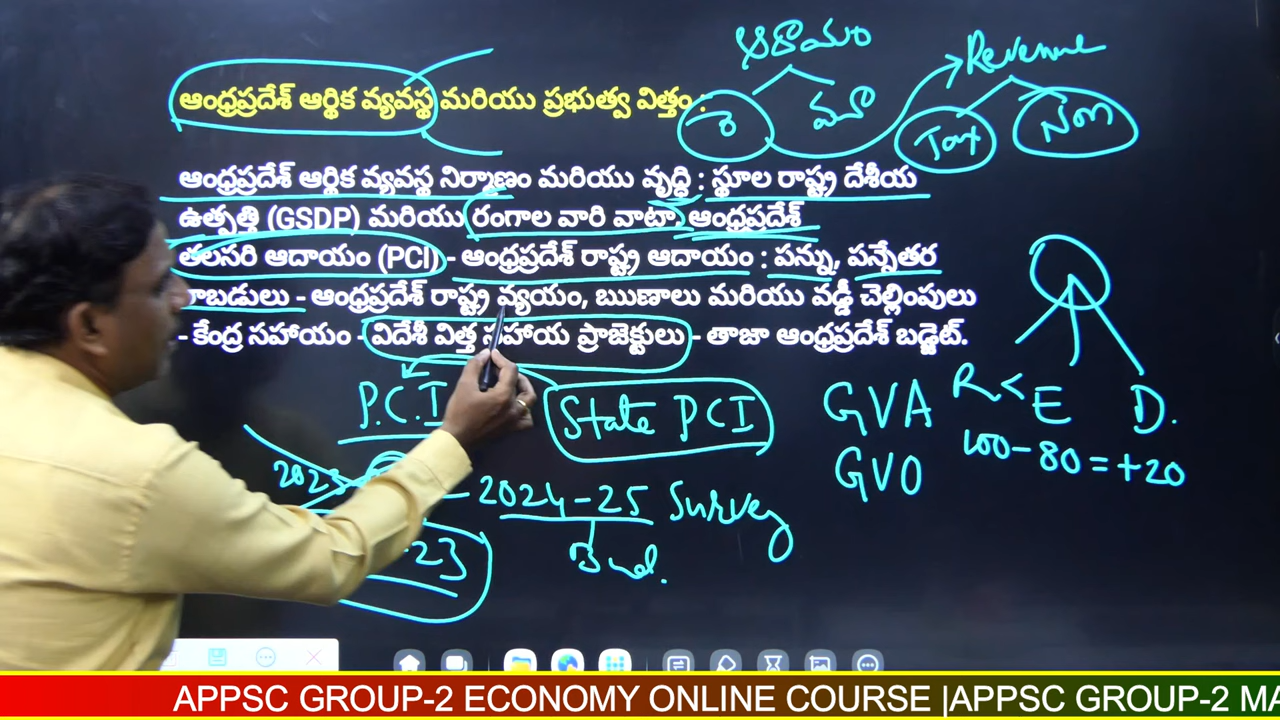 ఆదాయం
Revenue
రె
మూ
Tax
Non
ఆంధ్రప్రదేశ్ ఆర్థిక వ్యవస్థ మరియు ప్రభుత్వ విత్తం :
ఆంధ్రప్రదేశ్ ఆర్థిక వ్యవస్థ నిర్మాణం మరియు వృద్ధి : స్థూల రాష్ట్ర దేశీయ
ఉత్పత్తి (GSDP) మరియు రంగాల వారి వాటా, ఆంధ్రప్రదేశ్
తలసరి ఆదాయం (PCI) - ఆంధ్రప్రదేశ్ రాష్ట్ర ఆదాయం : పన్ను, పన్నేతర
రాబడులు - ఆంధ్రప్రదేశ్ రాష్ట్ర వ్యయం, ఋణాలు మరియు వడ్డీ చెల్లింపులు
- కేంద్ర సహాయం - విదేశీ విత్త సహాయ ప్రాజెక్టులు - తాజా ఆంధ్రప్రదేశ్ బడ్జెట్.
P.C.I
State PCI
GVA
R < E D.
GVO
100 - 80 = +20
2023
2024-25 Survey
23
Bud.
APPSC GROUP-2 ECONOMY ONLINE COURSE |APPSC GROUP-2 MA